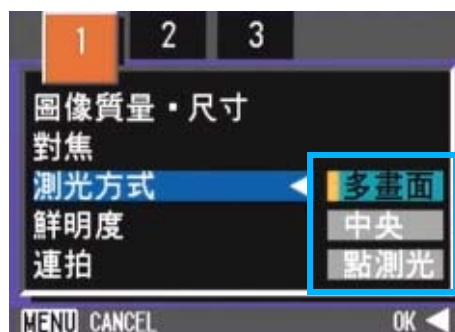 1 2 3
圖像質量・尺寸
對焦
測光方式 ◀ 多畫面
鮮明度 中央
連拍 點測光
MENU CANCEL OK ◀